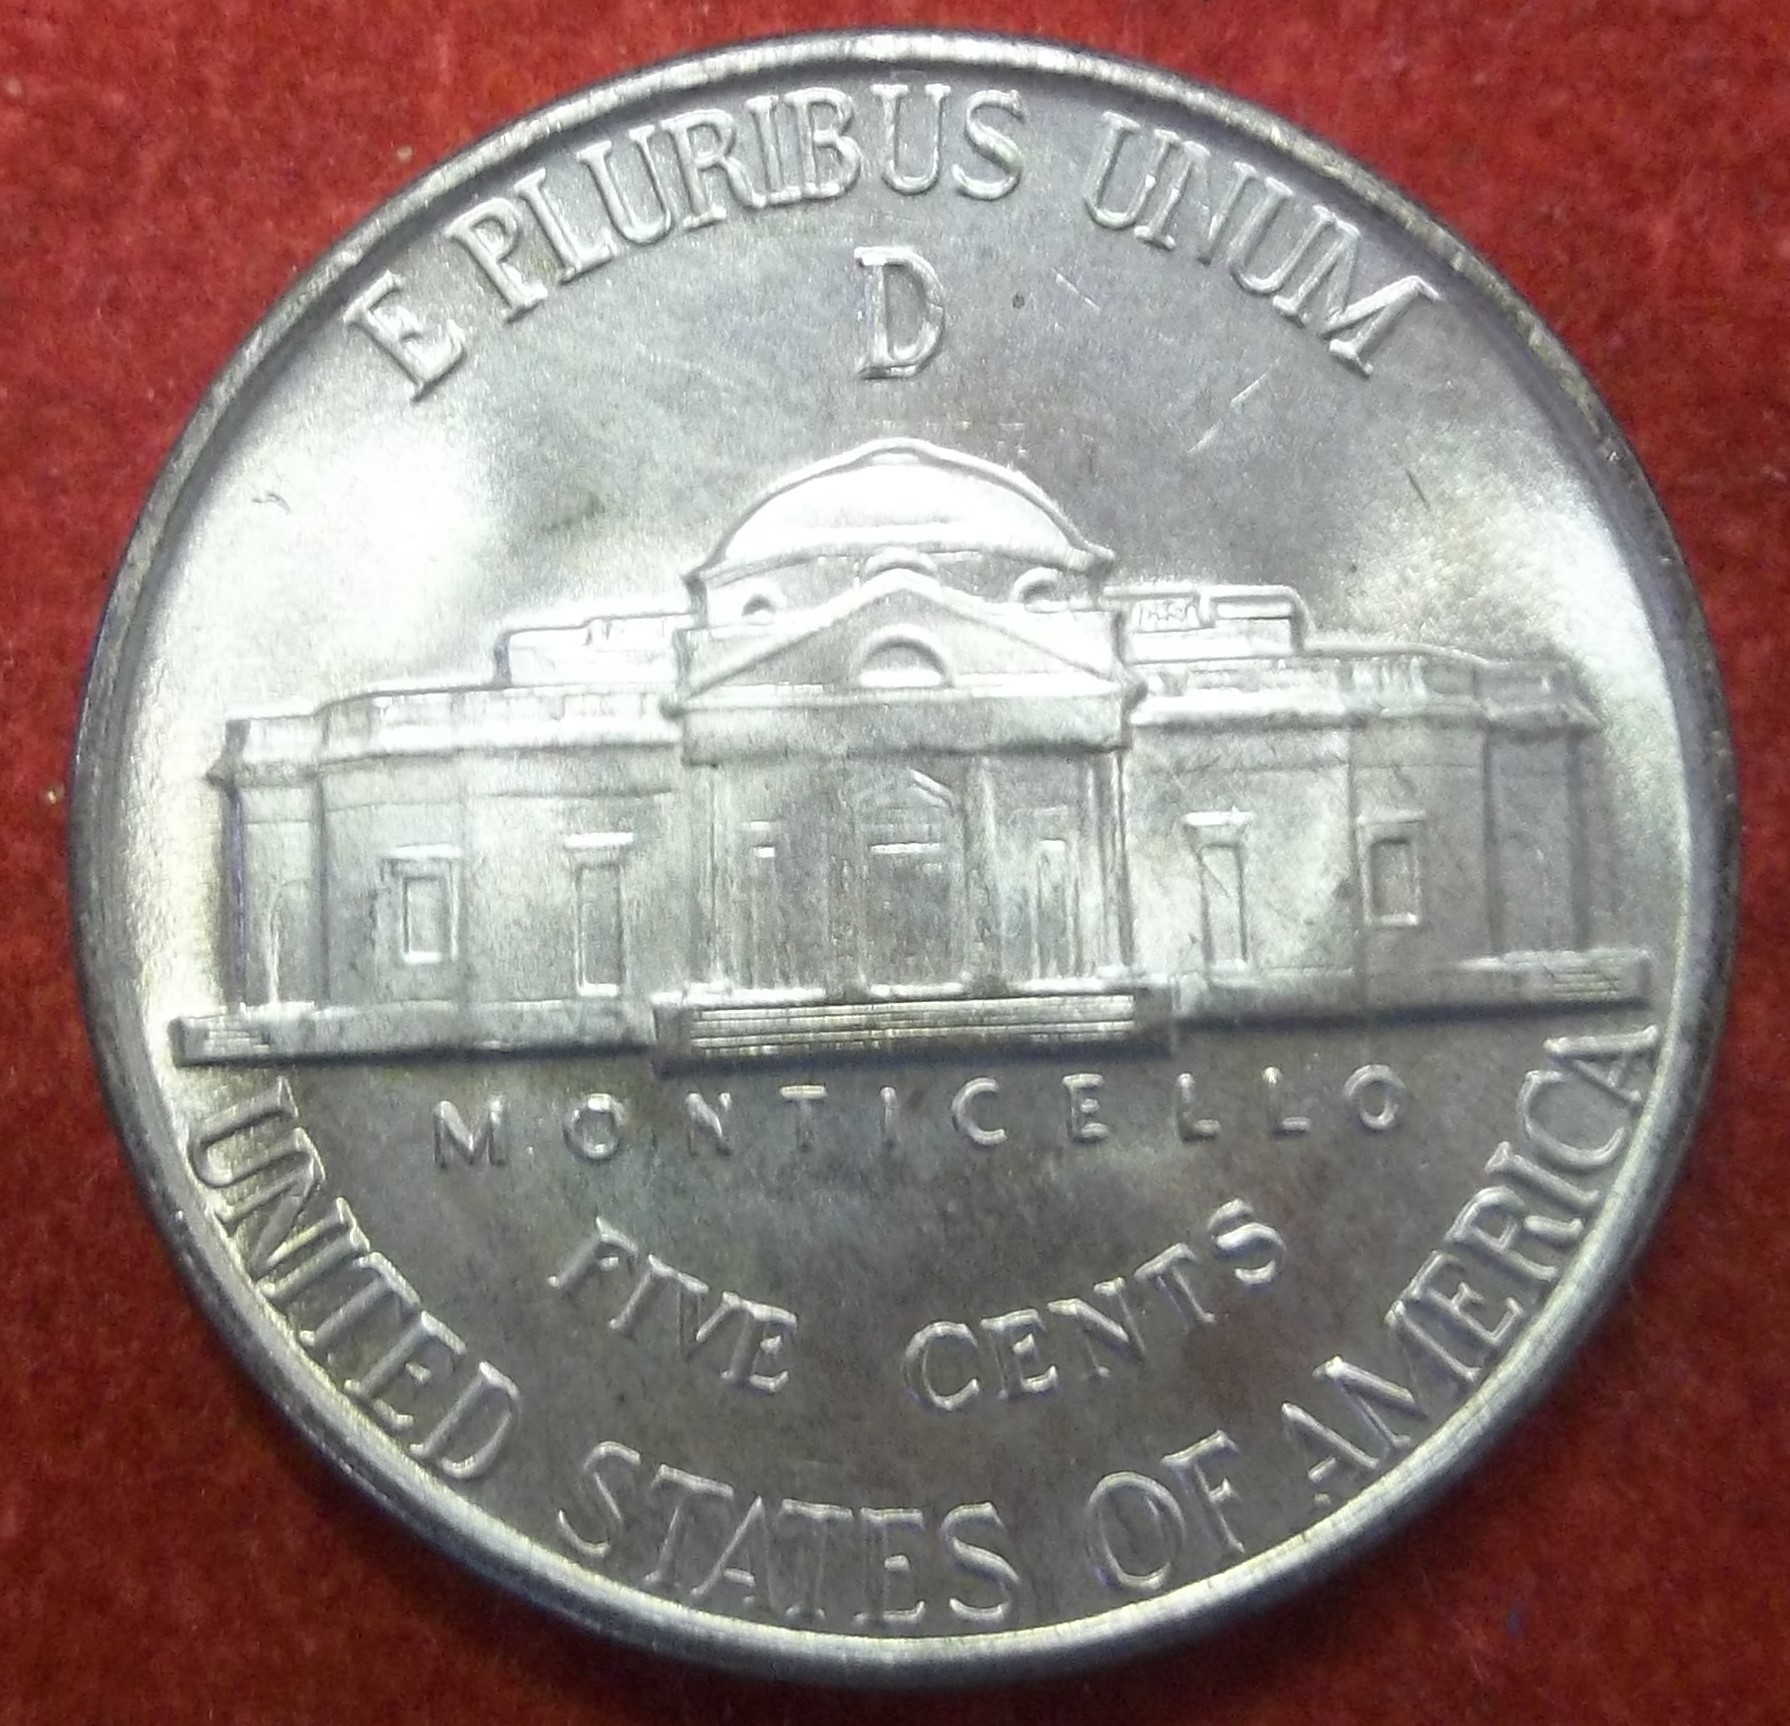 E PLURIBUS UNUM
D
MONTICELLO
FIVE CENTS
UNITED STATES OF AMERICA